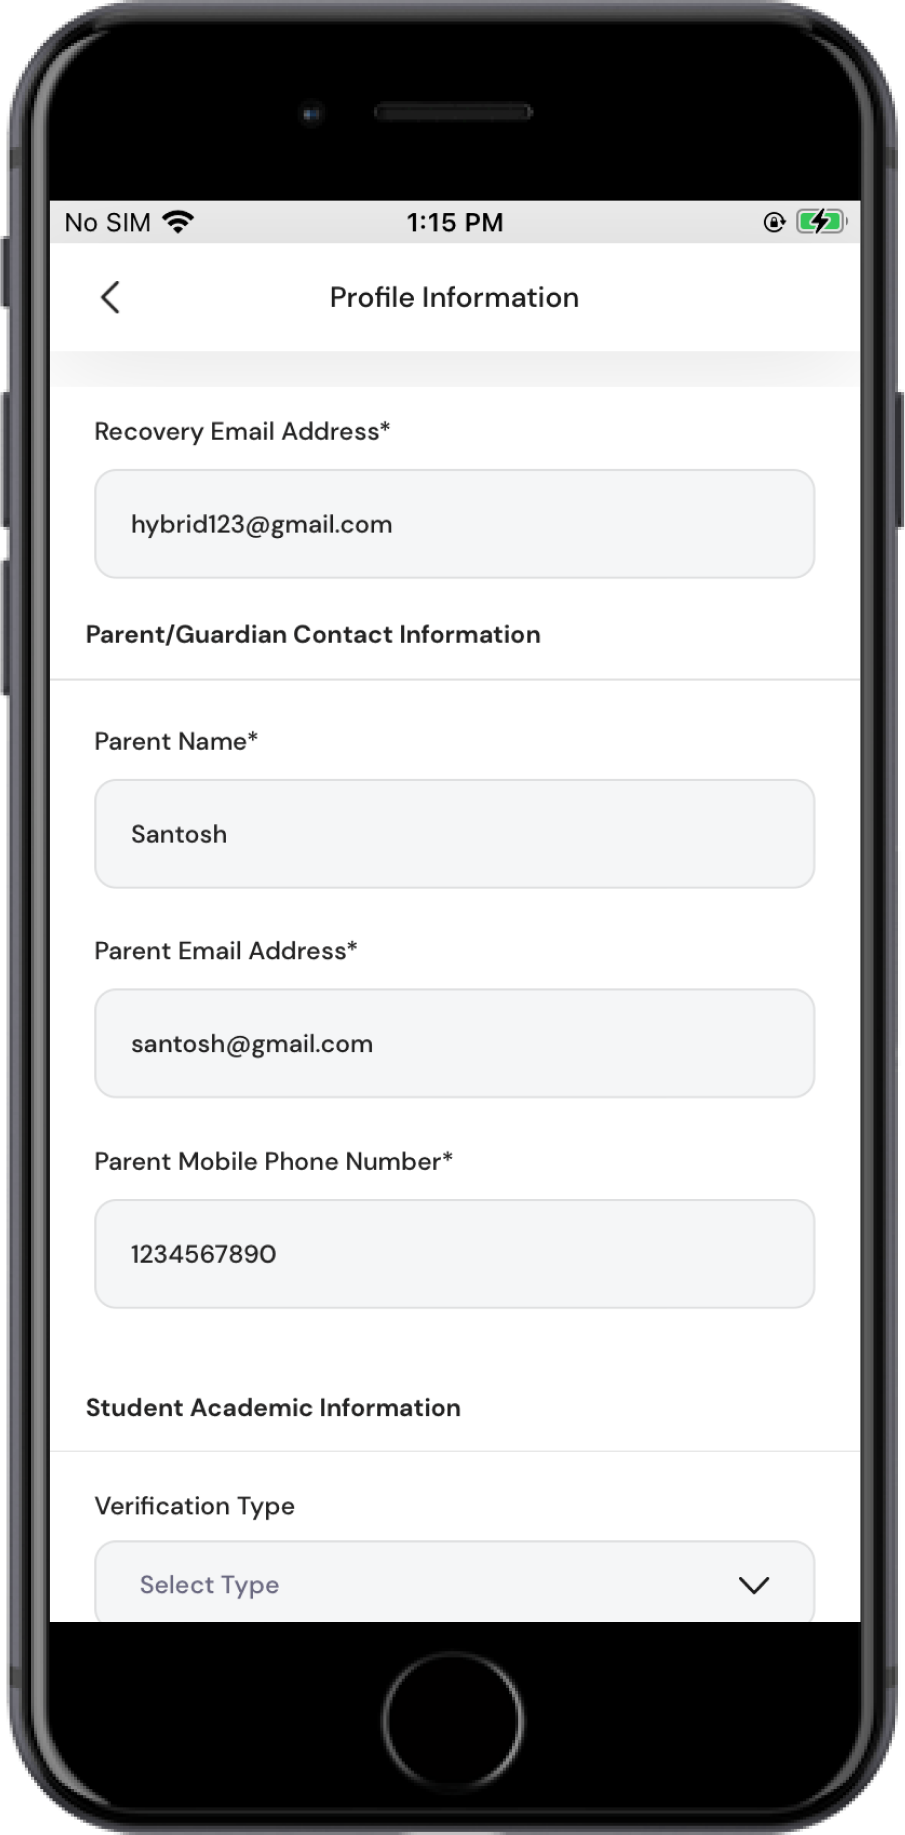 No SIM
1:15 PM
Profile Information
Recovery Email Address*
hybrid123@gmail.com
Parent/Guardian Contact Information
Parent Name*
Santosh
Parent Email Address*
santosh@gmail.com
Parent Mobile Phone Number*
1234567890
Student Academic Information
Verification Type
Select Type